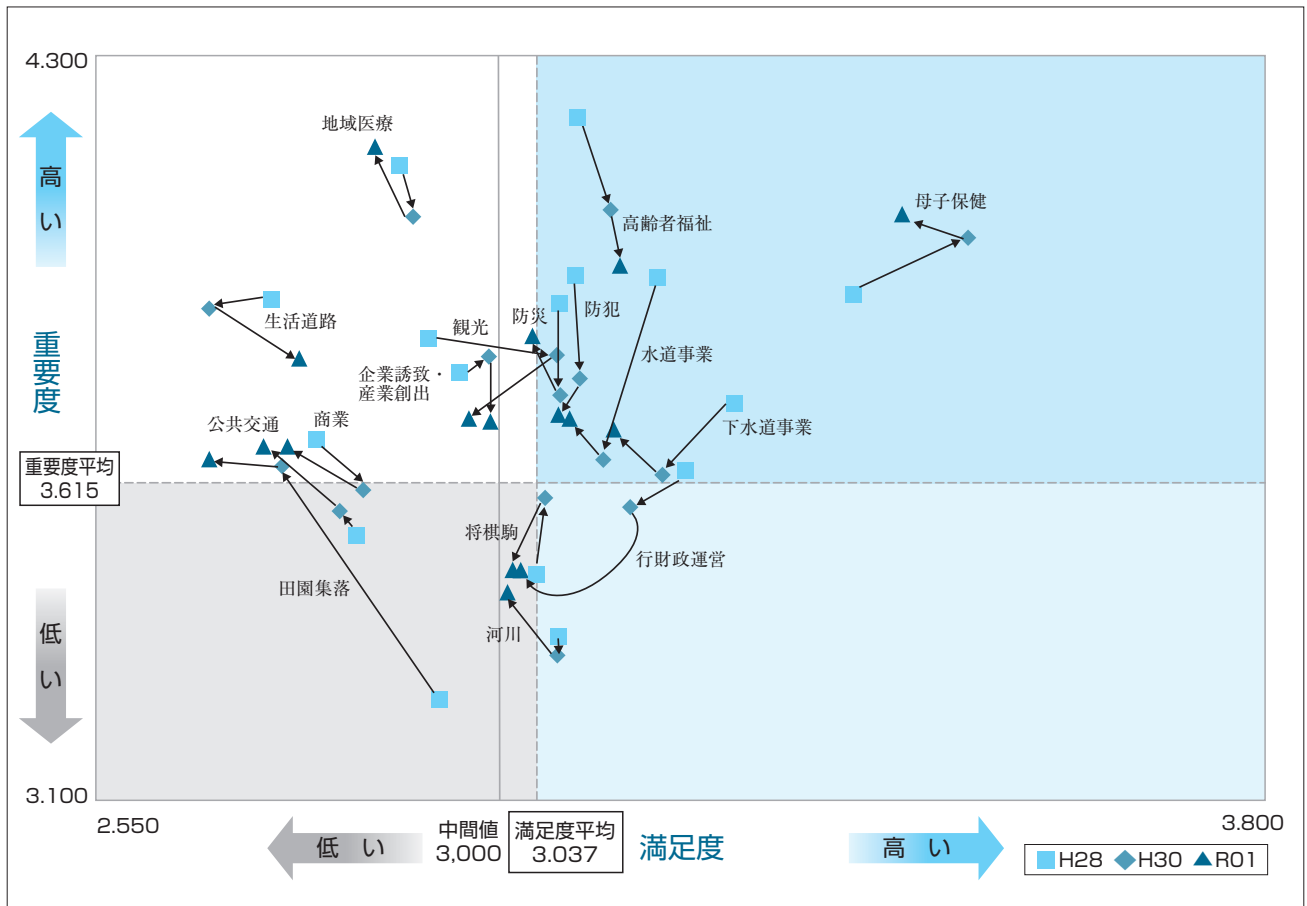 4.300
高
い
重要度
重要度平均
3.615
低
い
3.100
地域医療
高齢者福祉
母子保健
生活道路
観光
防災
防犯
水道事業
企業誘致・
産業創出
公共交通
商業
下水道事業
将棋駒
行財政運営
田園集落
河川
2.550
低 い
中間値
3,000
満足度平均
3.037
満足度
高 い
3.800
H28 H30 R01